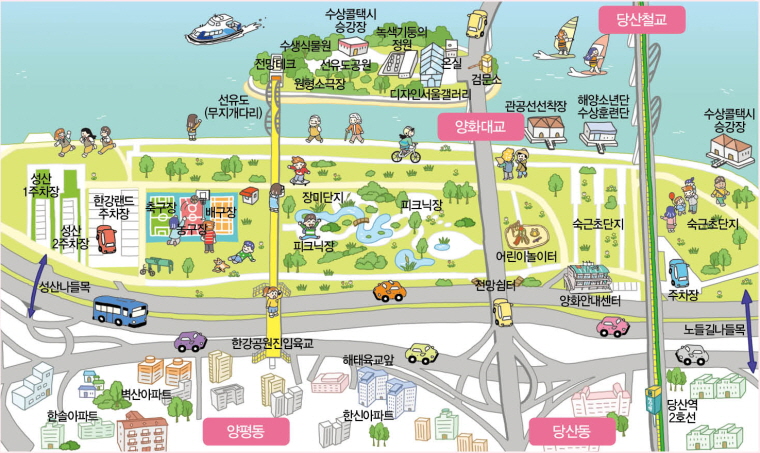 당산철교
수상콜택시
승강장
녹색기둥의
정원
수생식물원
전망테크
선유도공원
온실
검문소
원형소극장
디자인서울갤러리
선유도
(무지개다리)
양화대교
관공선선착장
해양소년단
수상훈련단
수상콜택시
승강장
성산
1주차장
한강랜드
주차장
성산
2주차장
축구장
배구장
농구장
장미단지
피크닉장
피크닉장
어린이놀이터
숙근초단지
숙근초단지
성산나들목
전망쉼터
양화안내센터
주차장
노들길나들목
한강공원진입육교
해태육교앞
벽산아파트
한솔아파트
양평동
한신아파트
당산동
당산역
2호선